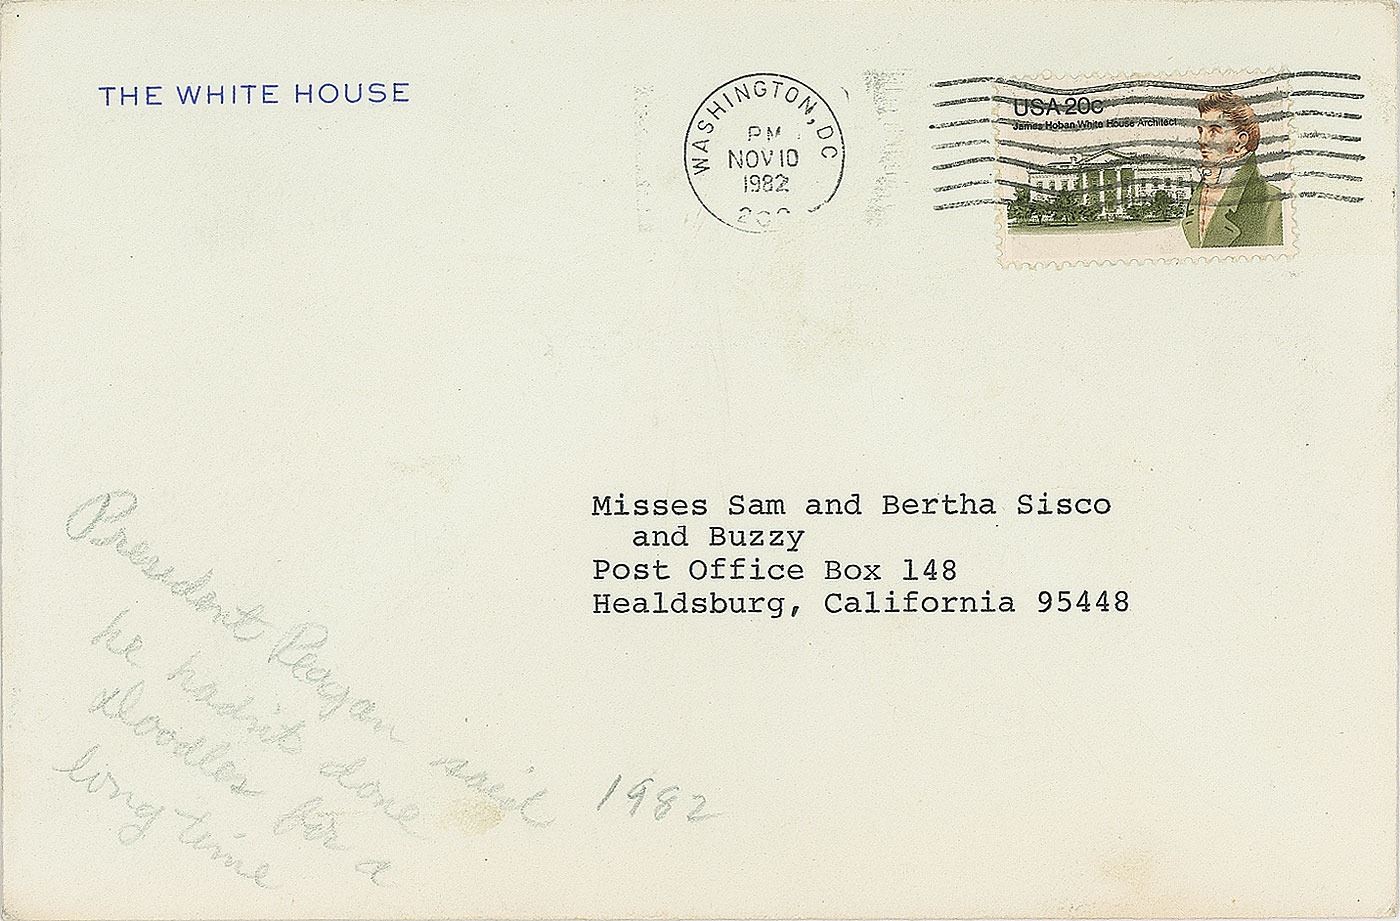 THE WHITE HOUSE
WASHINGTON, DC
PM
NOV 10
1982
USA 20c
James Hoban White House Architect
Misses Sam and Bertha Sisco
and Buzzy
Post Office Box 148
Healdsburg, California 95448
President Reagan said
he hadn't done
doodles for a
long time
1982